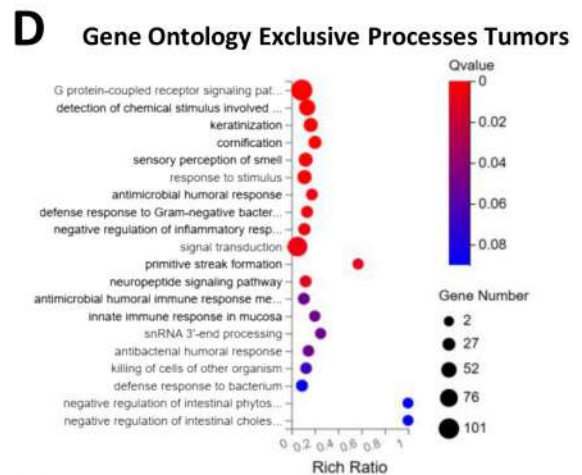 D Gene Ontology Exclusive Processes Tumors
G protein-coupled receptor signaling pat...
detection of chemical stimulus involved ...
keratinization
cornification
sensory perception of smell
response to stimulus
antimicrobial humoral response
defense response to Gram-negative bacter...
negative regulation of inflammatory resp...
signal transduction
primitive streak formation
neuropeptide signaling pathway
antimicrobial humoral immune response me...
innate immune response in mucosa
snRNA 3'-end processing
antibacterial humoral response
killing of cells of other organism
defense response to bacterium
negative regulation of intestinal phytos...
negative regulation of intestinal choles...
0 0.2 0.4 0.6 0.8 1
Rich Ratio
Qvalue
0
0.02
0.04
0.06
0.08
Gene Number
2
27
52
76
101